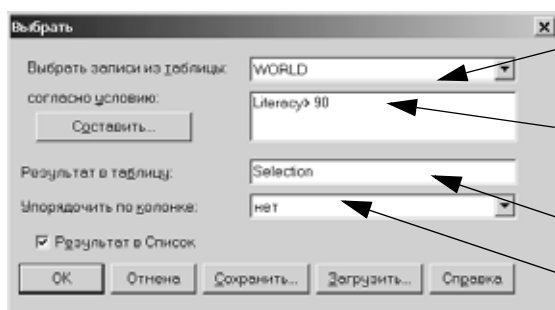 Выбрать
Выбрать записи из таблицы: WORLD
согласно условию: Literacy> 90
Составить...
Результат в таблицу: Selection
Упорядочить по колонке: нет
Результат в Список
ОК Отмена Сохранить... Загрузить... Справка